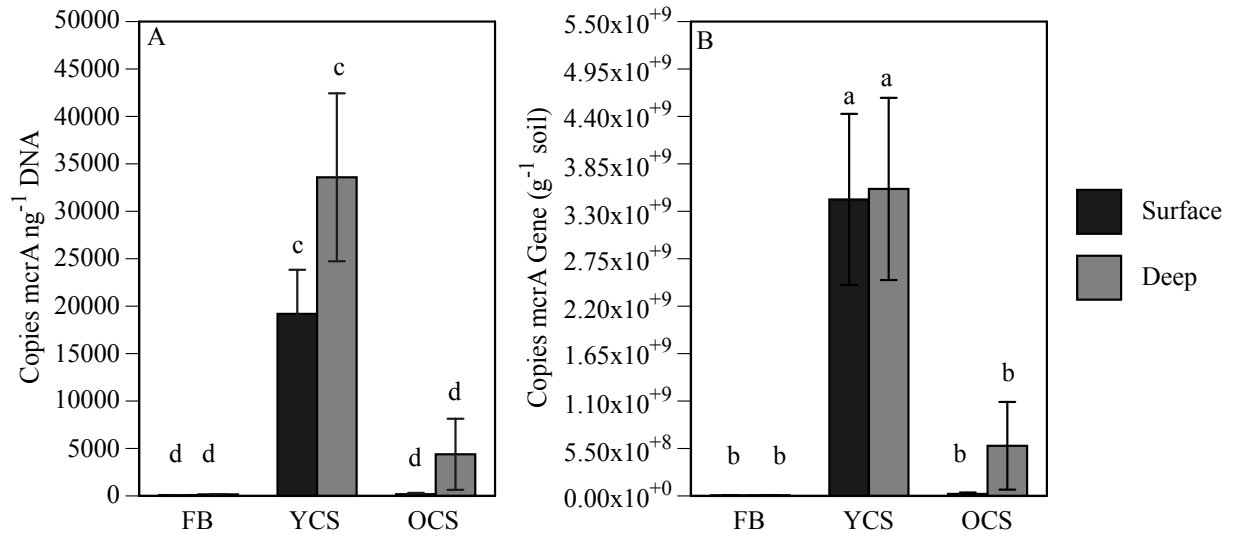 A
Copies mcrA ng⁻¹ DNA
50000
45000
40000
35000
30000
25000
20000
15000
10000
5000
0
d
d
c
c
d
d
FB
YCS
OCS
B
Copies mcrA Gene (g⁻¹ soil)
5.50x10⁺⁹
4.95x10⁺⁹
4.40x10⁺⁹
3.85x10⁺⁹
3.30x10⁺⁹
2.75x10⁺⁹
2.20x10⁺⁹
1.65x10⁺⁹
1.10x10⁺⁹
5.50x10⁺⁸
0.00x10⁺⁰
b
b
a
a
b
b
FB
YCS
OCS
Surface
Deep